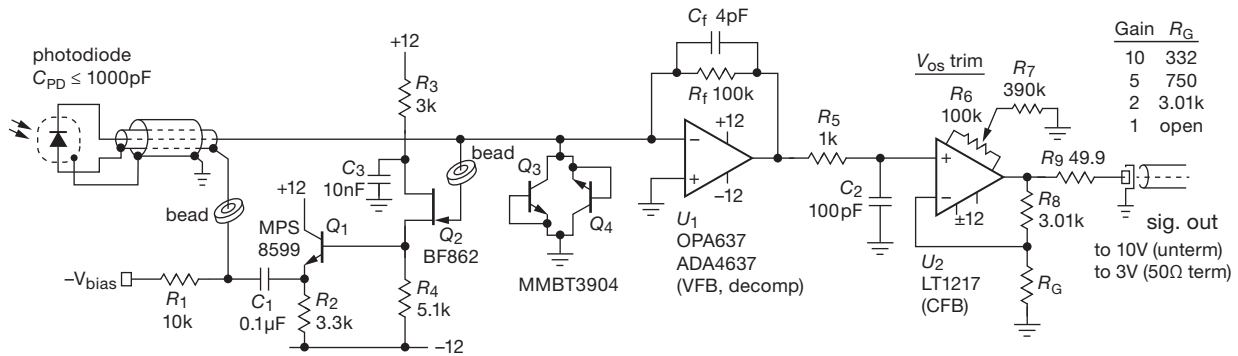 photodiode
C_PD ≤ 1000pF
bead
–V_bias
R1
10k
C1
0.1μF
+12
MPS
8599
Q1
R2
3.3k
+12
R3
3k
C3
10nF
bead
Q2
BF862
R4
5.1k
–12
Q3
Q4
MMBT3904
Cf 4pF
Rf 100k
–
+
+12
–12
U1
OPA637
ADA4637
(VFB, decomp)
R5
1k
C2
100pF
Vos trim
R6
100k
R7
390k
+
–
±12
U2
LT1217
(CFB)
R9 49.9
R8
3.01k
RG
Gain RG
10 332
5 750
2 3.01k
1 open
sig. out
to 10V (unterm)
to 3V (50Ω term)